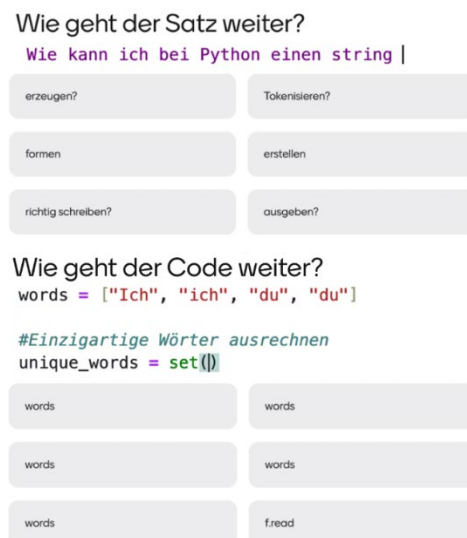 Wie geht der Satz weiter?
Wie kann ich bei Python einen string
erzeugen? Tokenisieren?
formen erstellen
richtig schreiben? ausgeben?
Wie geht der Code weiter?
words = ["Ich", "ich", "du", "du"]
#Einzigartige Wörter ausrechnen
unique_words = set()
words words
words words
words f.read